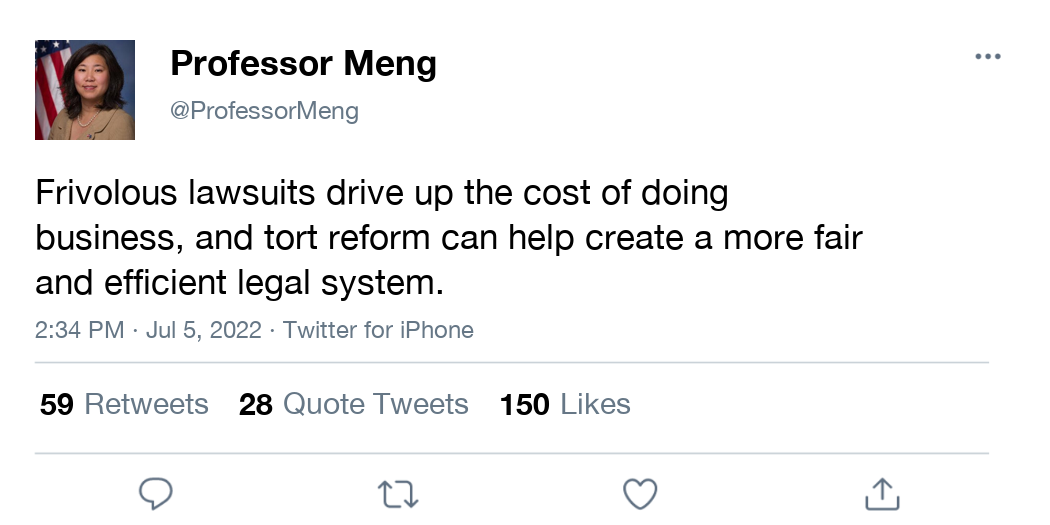 Professor Meng
@ProfessorMeng
Frivolous lawsuits drive up the cost of doing
business, and tort reform can help create a more fair
and efficient legal system.
2:34 PM · Jul 5, 2022 · Twitter for iPhone
59 Retweets 28 Quote Tweets 150 Likes